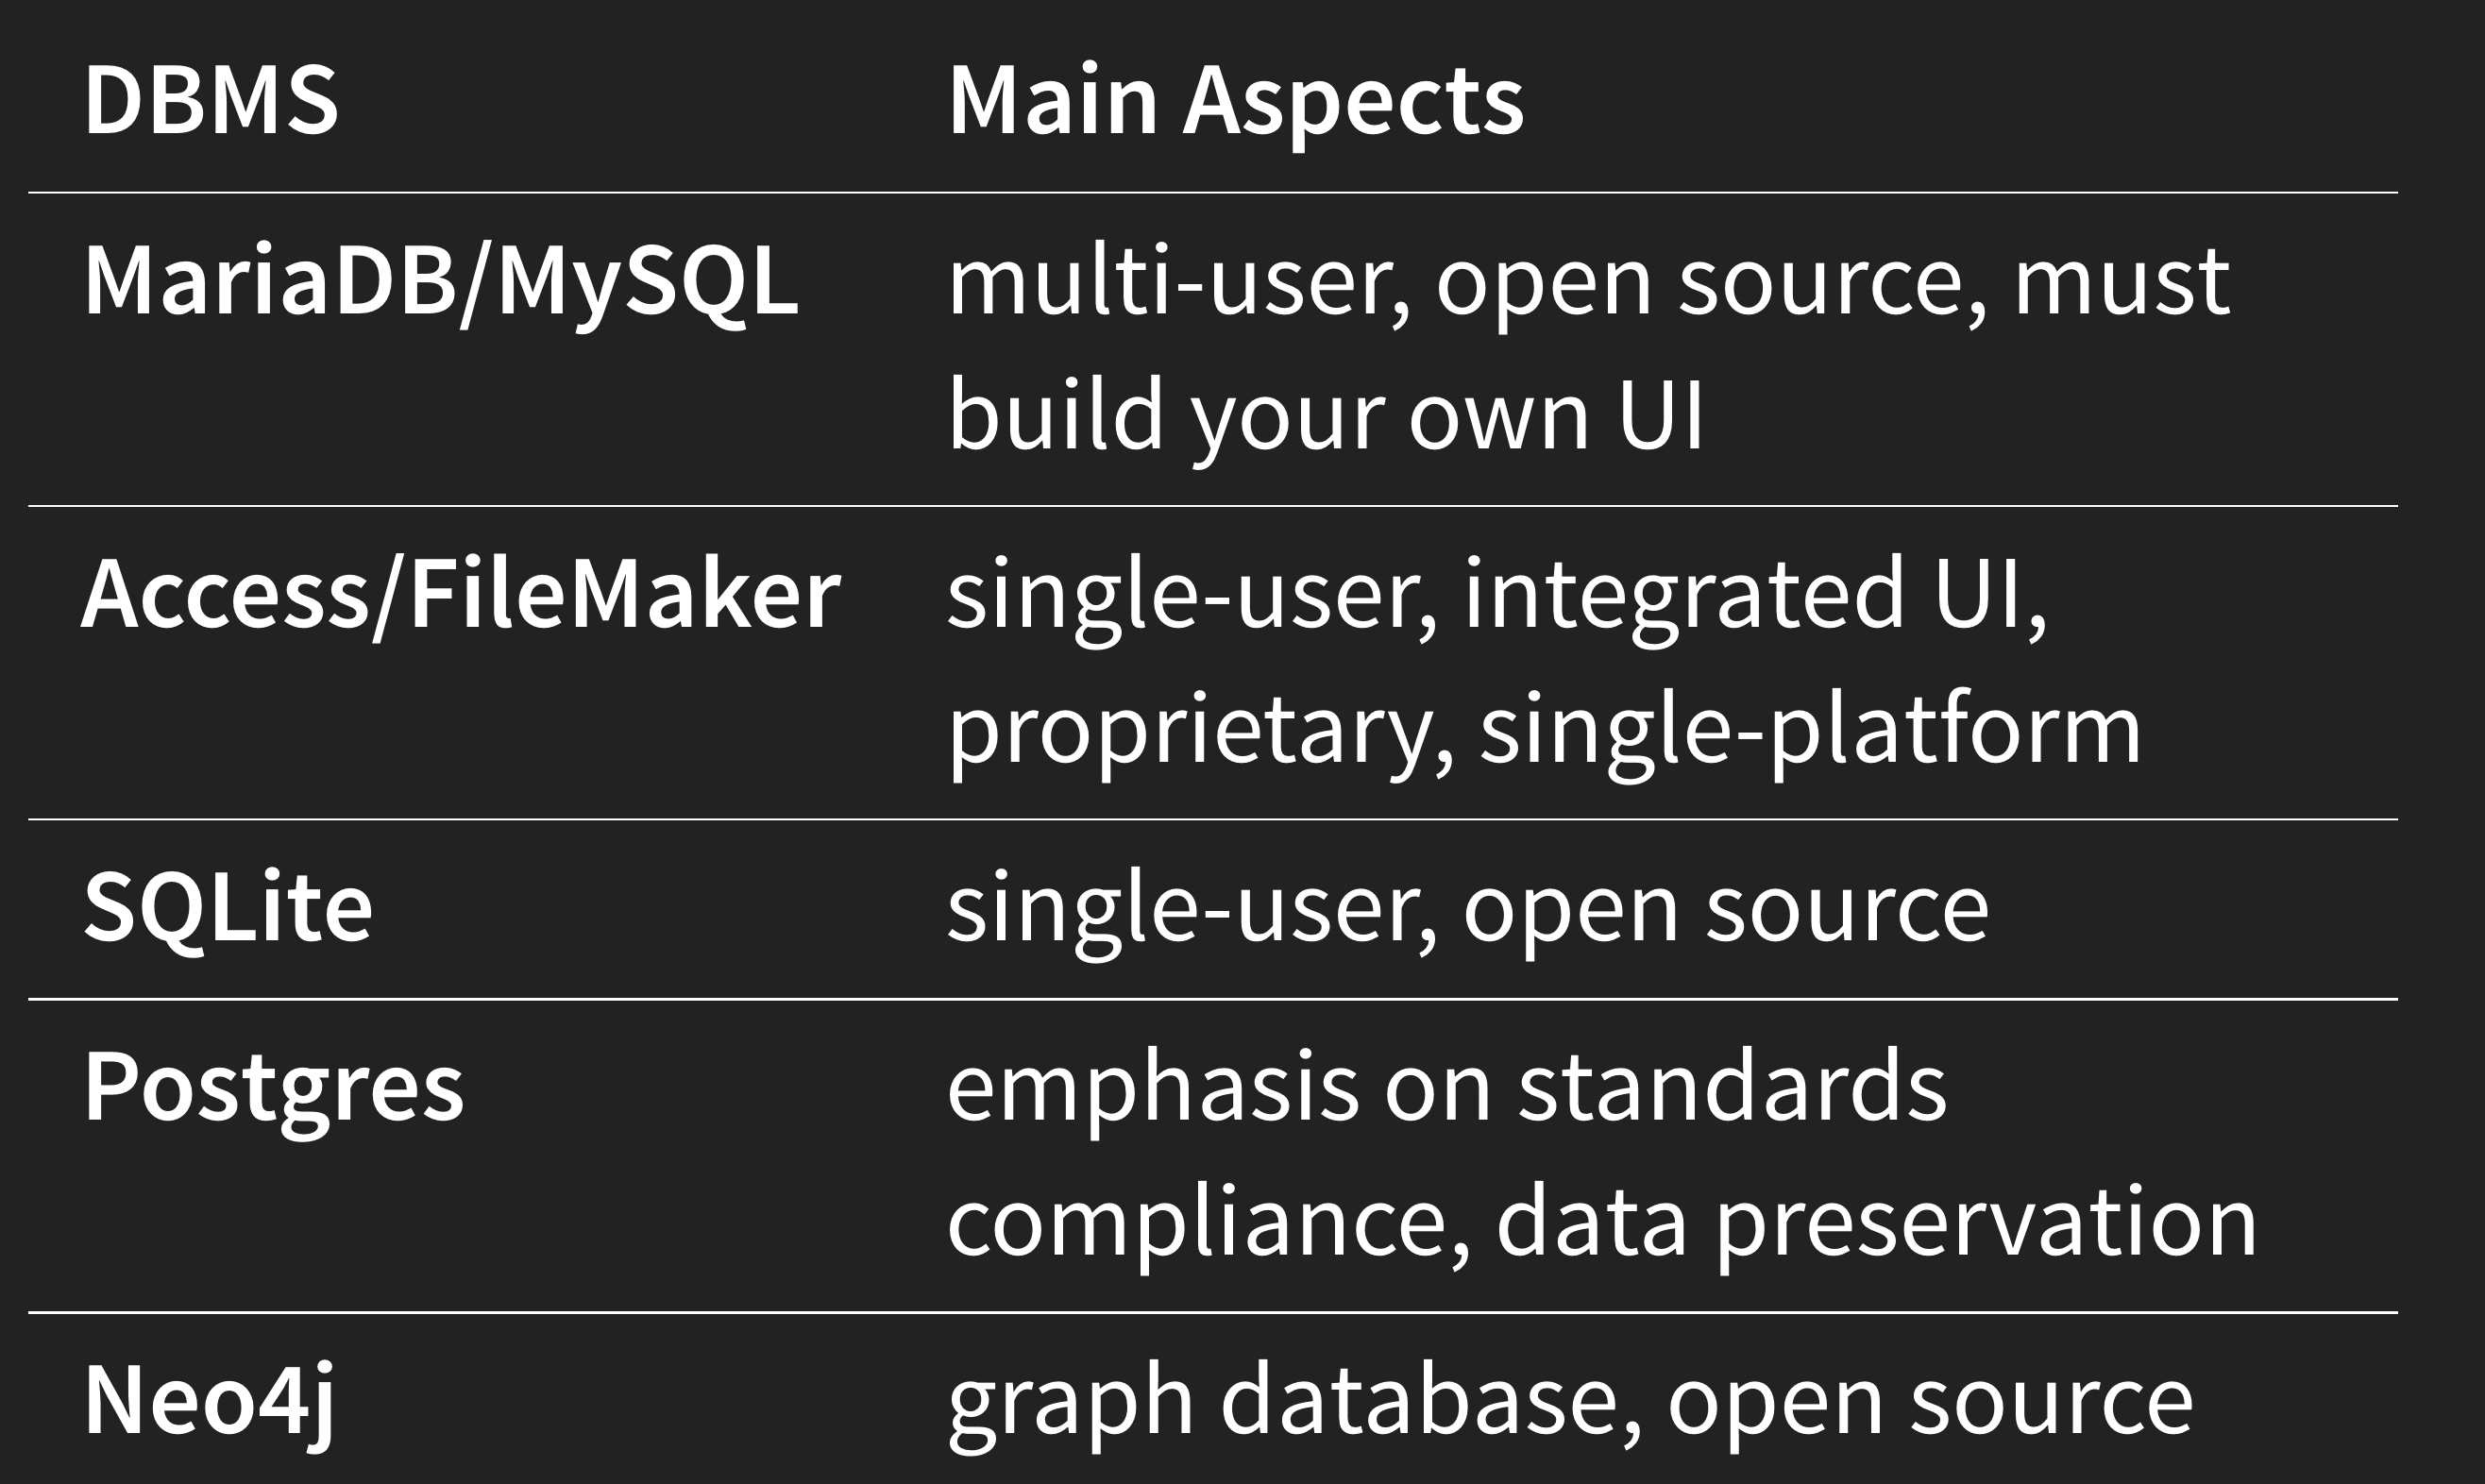 DBMS Main Aspects
MariaDB/MySQL multi-user, open source, must
build your own UI
Access/FileMaker single-user, integrated UI,
proprietary, single-platform
SQLite single-user, open source
Postgres emphasis on standards
compliance, data preservation
Neo4j graph database, open source